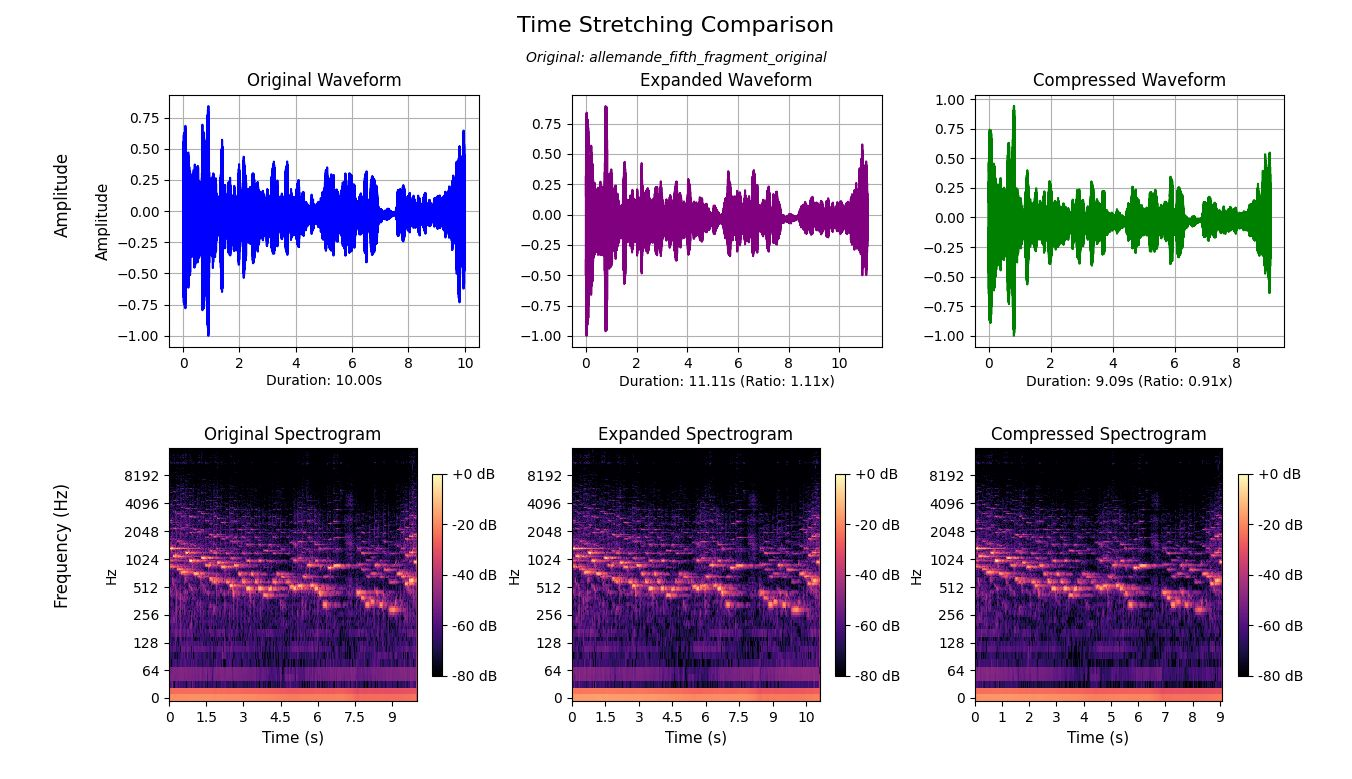 Time Stretching Comparison
Original: allemande_fifth_fragment_original
Original Waveform
Expanded Waveform
Compressed Waveform
Amplitude
Amplitude
0.75
0.50
0.25
0.00
−0.25
−0.50
−0.75
−1.00
0 2 4 6 8 10
Duration: 10.00s
0.75
0.50
0.25
0.00
−0.25
−0.50
−0.75
−1.00
0 2 4 6 8 10
Duration: 11.11s (Ratio: 1.11x)
1.00
0.75
0.50
0.25
0.00
−0.25
−0.50
−0.75
−1.00
0 2 4 6 8
Duration: 9.09s (Ratio: 0.91x)
Original Spectrogram
Expanded Spectrogram
Compressed Spectrogram
Frequency (Hz)
Hz
8192
4096
2048
1024
512
256
128
64
0
0 1.5 3 4.5 6 7.5 9
Time (s)
+0 dB
-20 dB
-40 dB
-60 dB
-80 dB
Hz
8192
4096
2048
1024
512
256
128
64
0
0 1.5 3 4.5 6 7.5 9 10
Time (s)
+0 dB
-20 dB
-40 dB
-60 dB
-80 dB
Hz
8192
4096
2048
1024
512
256
128
64
0
0 1 2 3 4 5 6 7 8 9
Time (s)
+0 dB
-20 dB
-40 dB
-60 dB
-80 dB